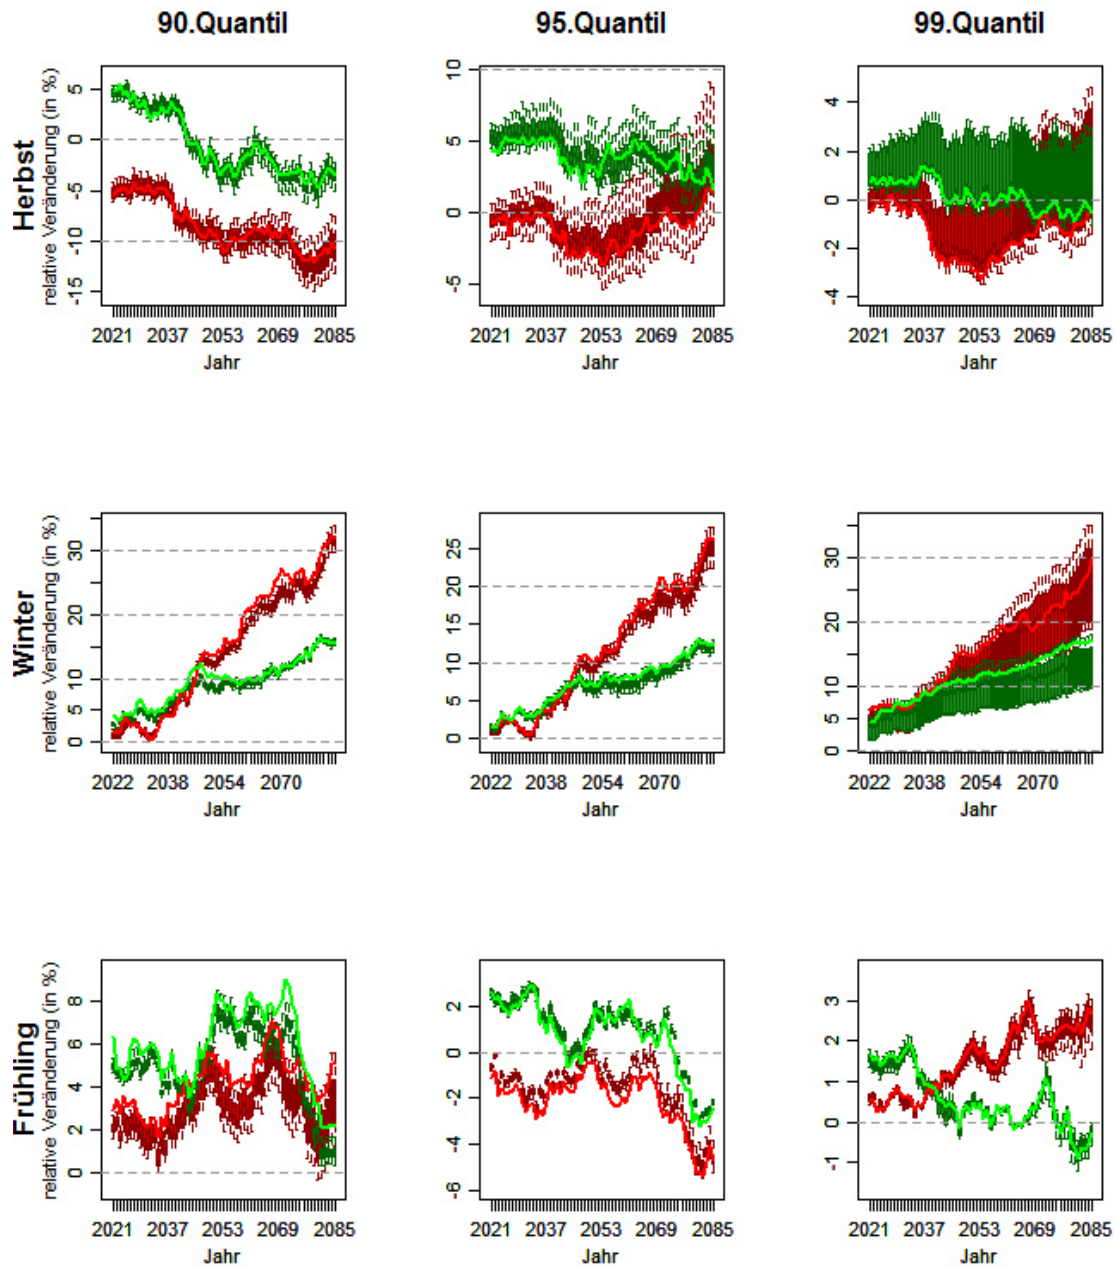 90.Quantil 95.Quantil 99.Quantil
Herbst
relative Veränderung (in %)
5
0
-5
-10
-15
2021 2037 2053 2069 2085
Jahr
10
5
0
-5
2021 2037 2053 2069 2085
Jahr
4
2
0
-2
-4
2021 2037 2053 2069 2085
Jahr
Winter
relative Veränderung (in %)
30
20
10
5
0
2022 2038 2054 2070
Jahr
25
20
15
10
5
0
2022 2038 2054 2070
Jahr
30
20
10
5
0
2022 2038 2054 2070
Jahr
Frühling
relative Veränderung (in %)
8
6
4
2
0
2021 2037 2053 2069 2085
Jahr
2
0
-2
-4
-6
2021 2037 2053 2069 2085
Jahr
3
2
1
0
-1
2021 2037 2053 2069 2085
Jahr